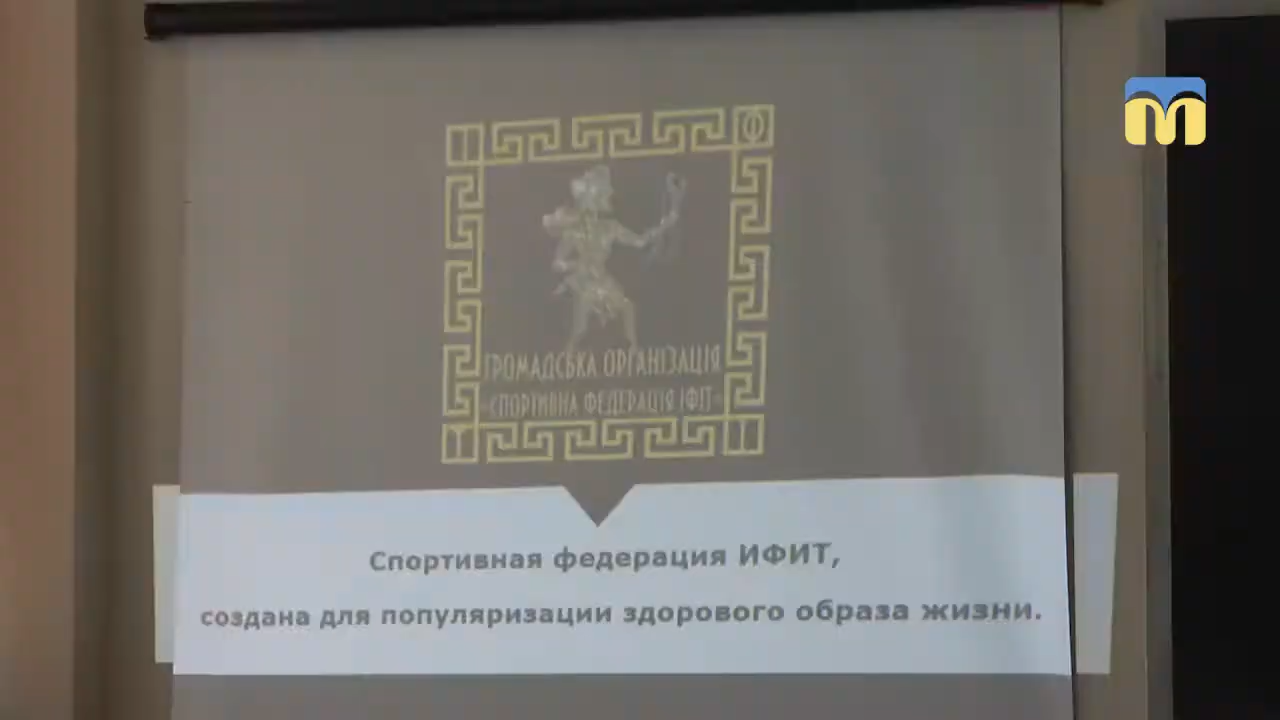 ГРОМАДСЬКА ОРГАНІЗАЦІЯ
«СПОРТИВНА ФЕДЕРАЦІЯ ІФІТ»
Спортивная федерация ИФИТ,
создана для популяризации здорового образа жизни.